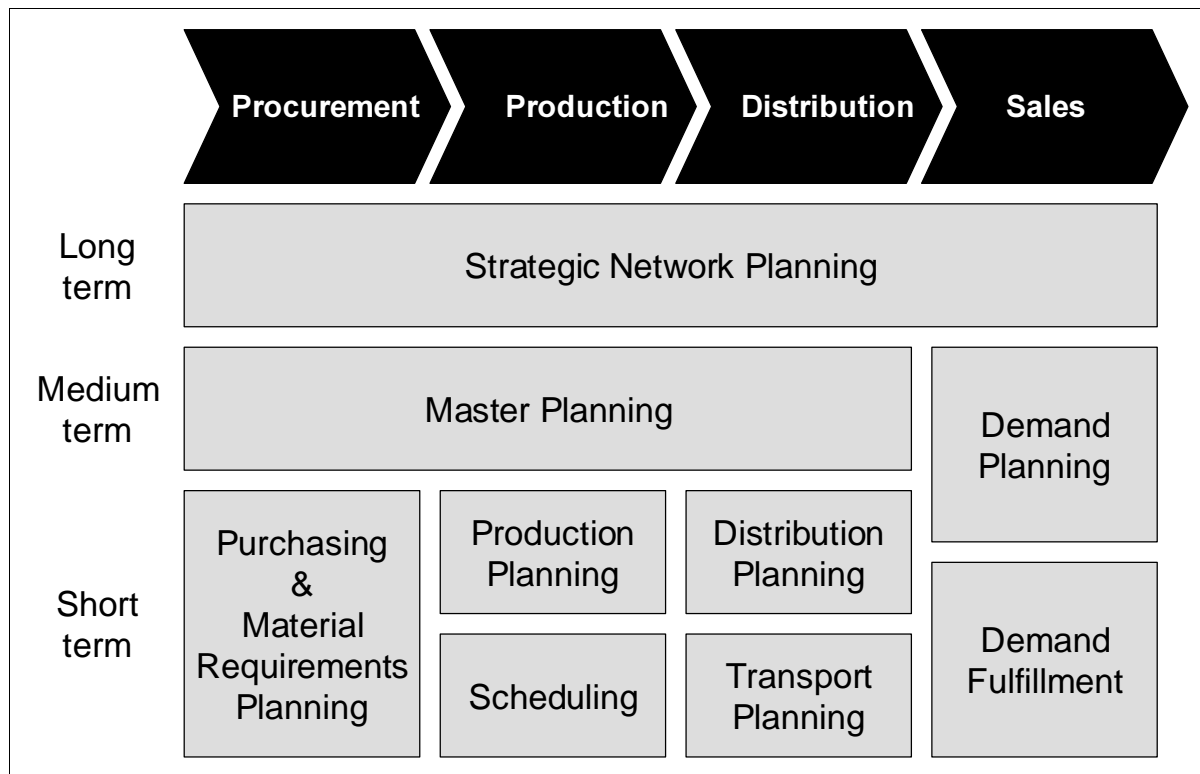 Procurement
Production
Distribution
Sales
Long
term
Strategic Network Planning
Medium
term
Master Planning
Demand
Planning
Short
term
Purchasing
&
Material
Requirements
Planning
Production
Planning
Distribution
Planning
Scheduling
Transport
Planning
Demand
Fulfillment